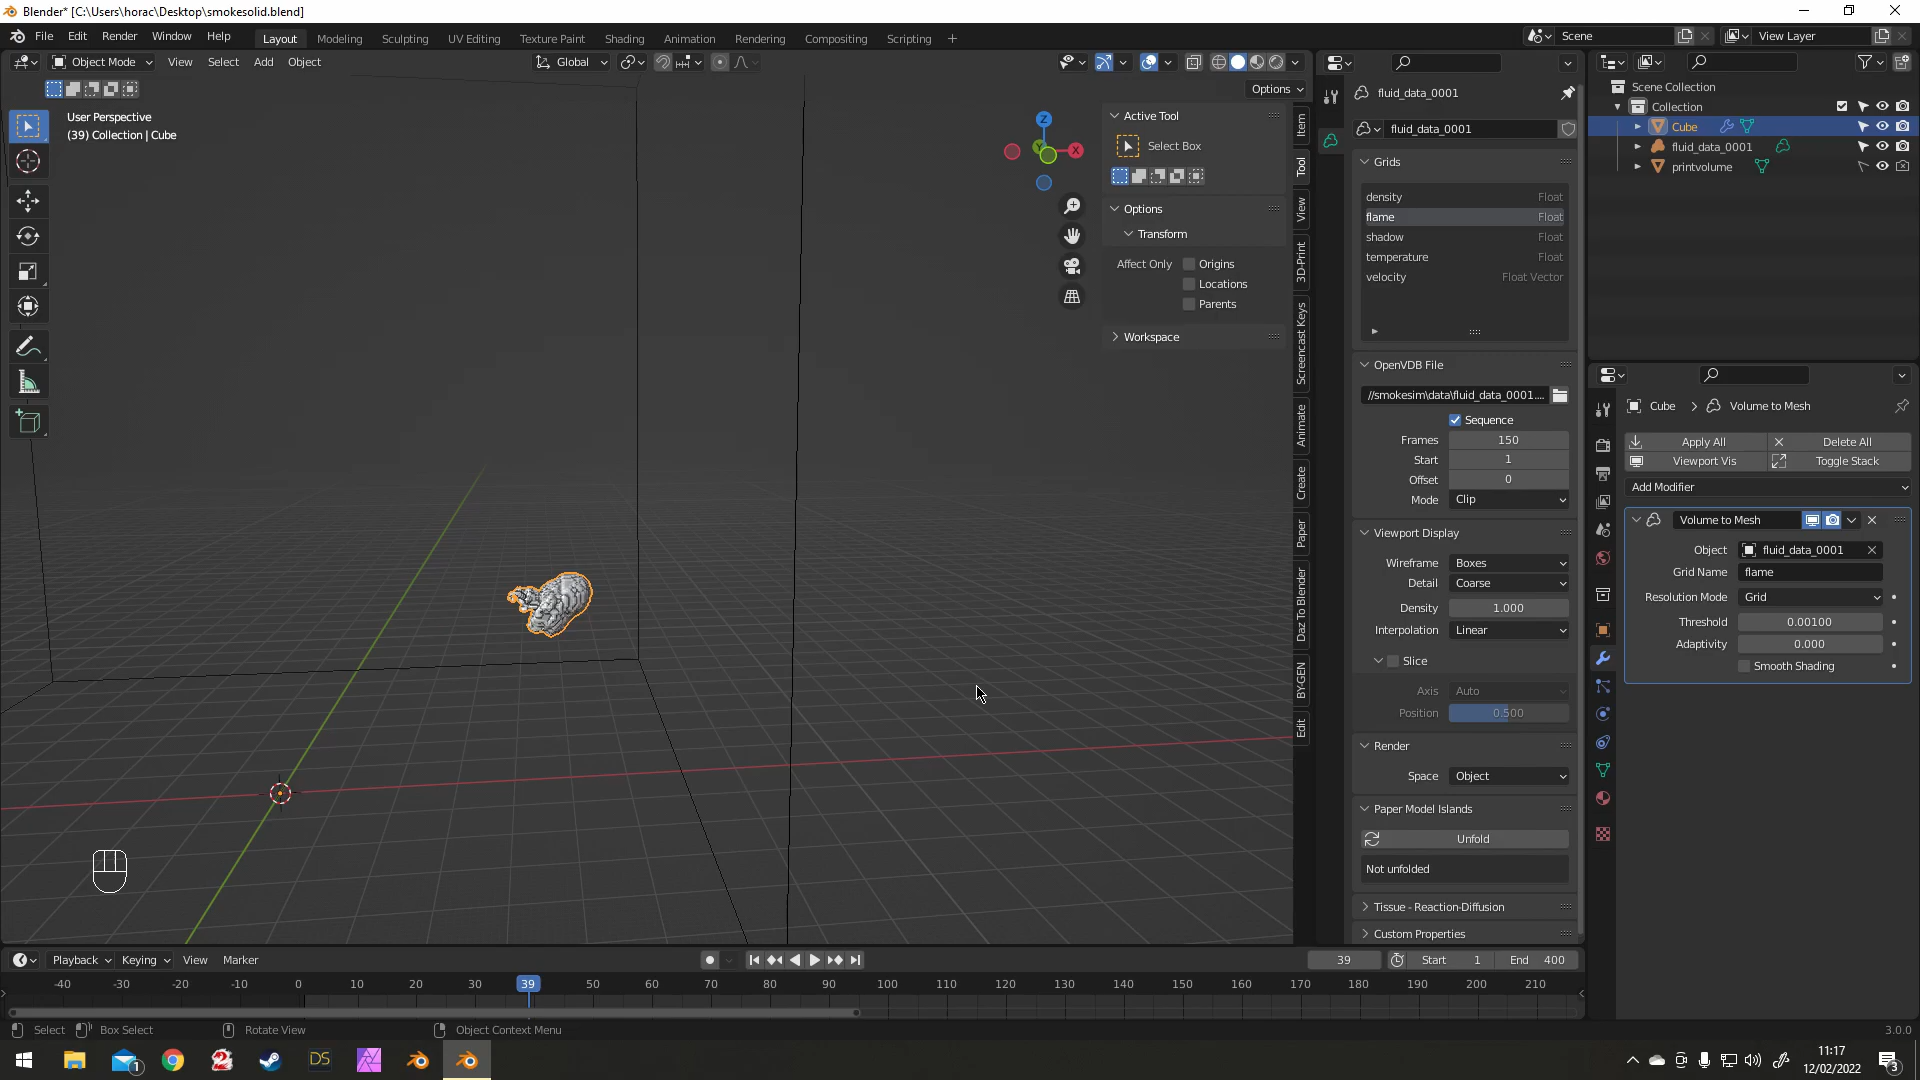 Blender* [C:\Users\horac\Desktop\smokesolid.blend]
File Edit Render Window Help Layout Modeling Sculpting UV Editing Texture Paint Shading Animation Rendering Compositing Scripting + Scene View Layer
Object Mode View Select Add Object Global
Options
User Perspective
(39) Collection | Cube
Z
Y
X
Active Tool
Select Box
Options
Transform
Affect Only Origins
Locations
Parents
Workspace
Item
Tool
View
3D-Print
Screencast Keys
Animate
Create
Paper
Daz To Blender
BY-GEN
Edit
fluid_data_0001
fluid_data_0001
Grids
density Float
flame Float
shadow Float
temperature Float
velocity Float Vector
OpenVDB File
//smokesim\data\fluid_data_0001....
Sequence
Frames 150
Start 1
Offset 0
Mode Clip
Viewport Display
Wireframe Boxes
Detail Coarse
Density 1.000
Interpolation Linear
Slice
Axis Auto
Position 0.500
Render
Space Object
Paper Model Islands
Unfold
Not unfolded
Tissue - Reaction-Diffusion
Custom Properties
Scene Collection
Collection
Cube
fluid_data_0001
printvolume
Cube > Volume to Mesh
Apply All Delete All
Viewport Vis Toggle Stack
Add Modifier
Volume to Mesh
Object fluid_data_0001
Grid Name flame
Resolution Mode Grid
Threshold 0.00100
Adaptivity 0.000
Smooth Shading
Playback Keying View Marker 39 Start 1 End 400
-40 -30 -20 -10 0 10 20 30 39 50 60 70 80 90 100 110 120 130 140 150 160 170 180 190 200 210
Select Box Select Rotate View Object Context Menu 3.0.0
1
DS
11:17
12/02/2022
3